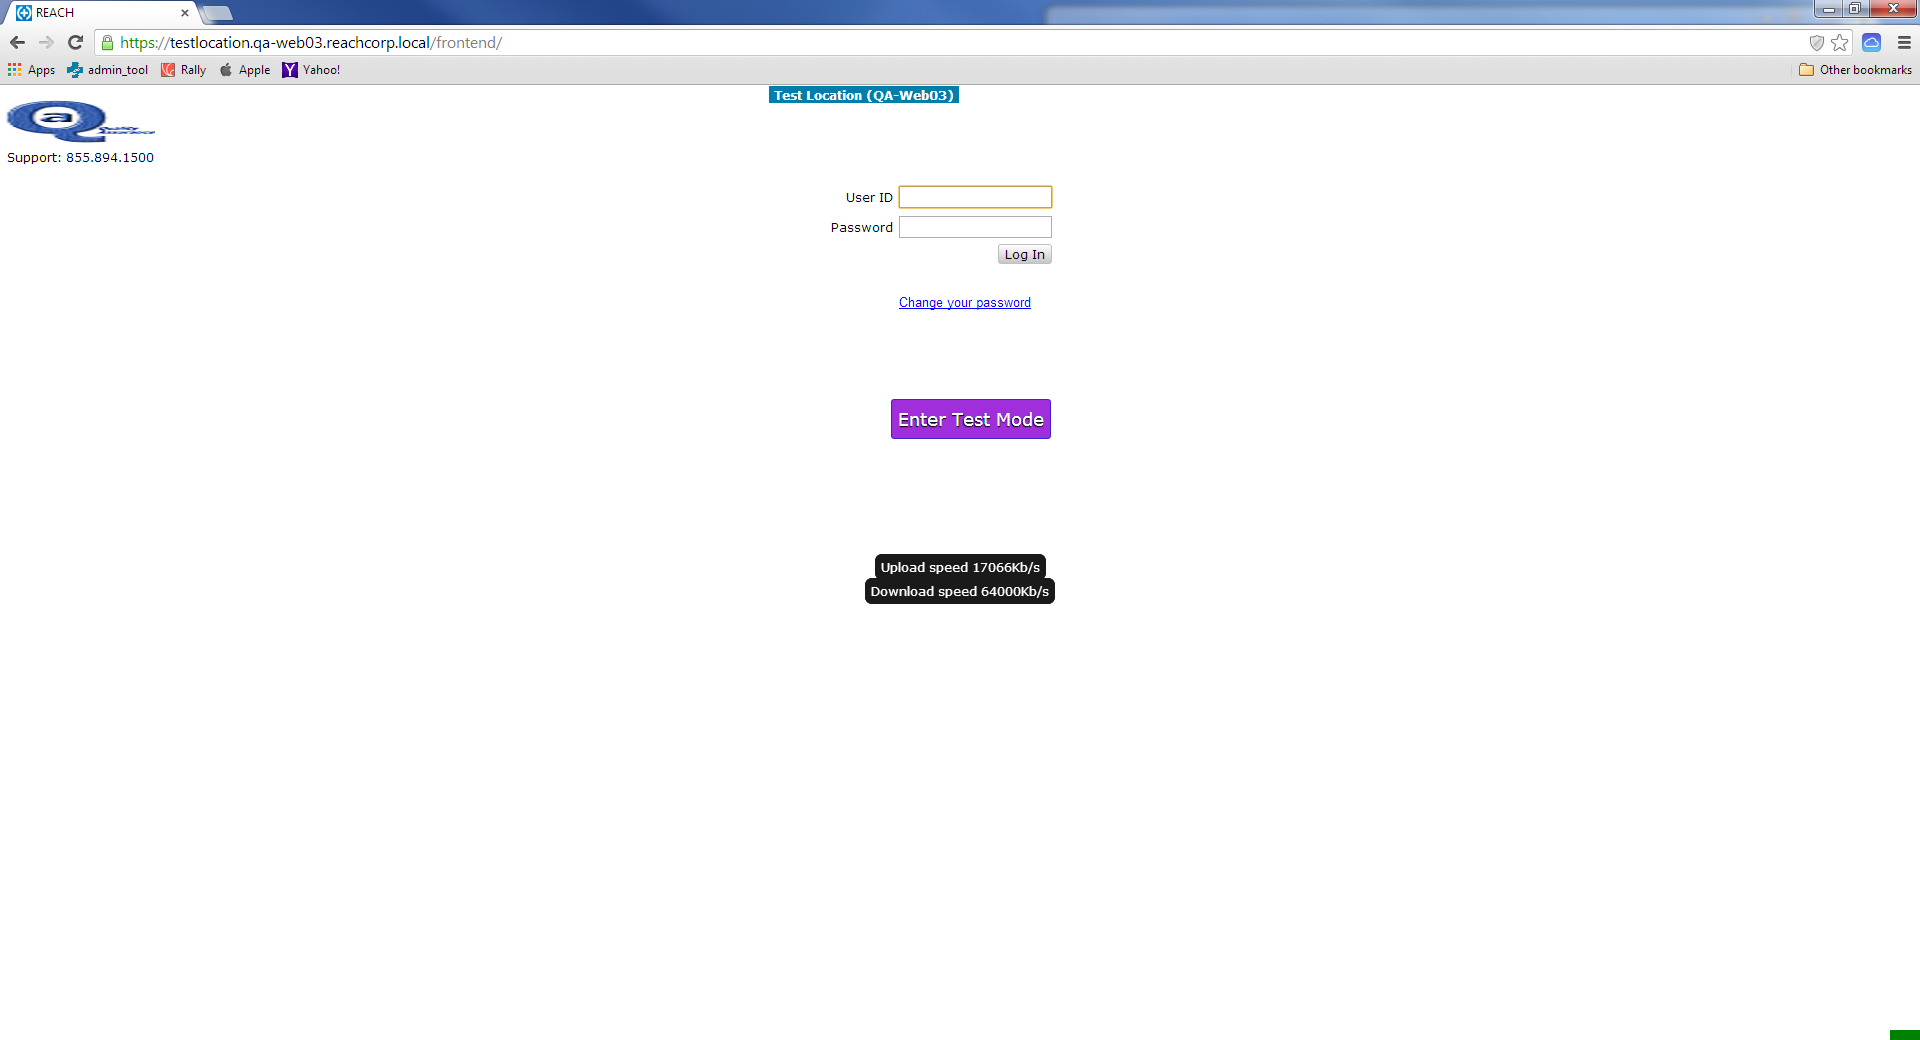 REACH
https://testlocation.qa-web03.reachcorp.local/frontend/
Apps admin_tool Rally Apple Yahoo! Other bookmarks
Test Location (QA-Web03)
a
Quality
Assurance
Support: 855.894.1500
User ID
Password
Log In
Change your password
Enter Test Mode
Upload speed 17066Kb/s
Download speed 64000Kb/s